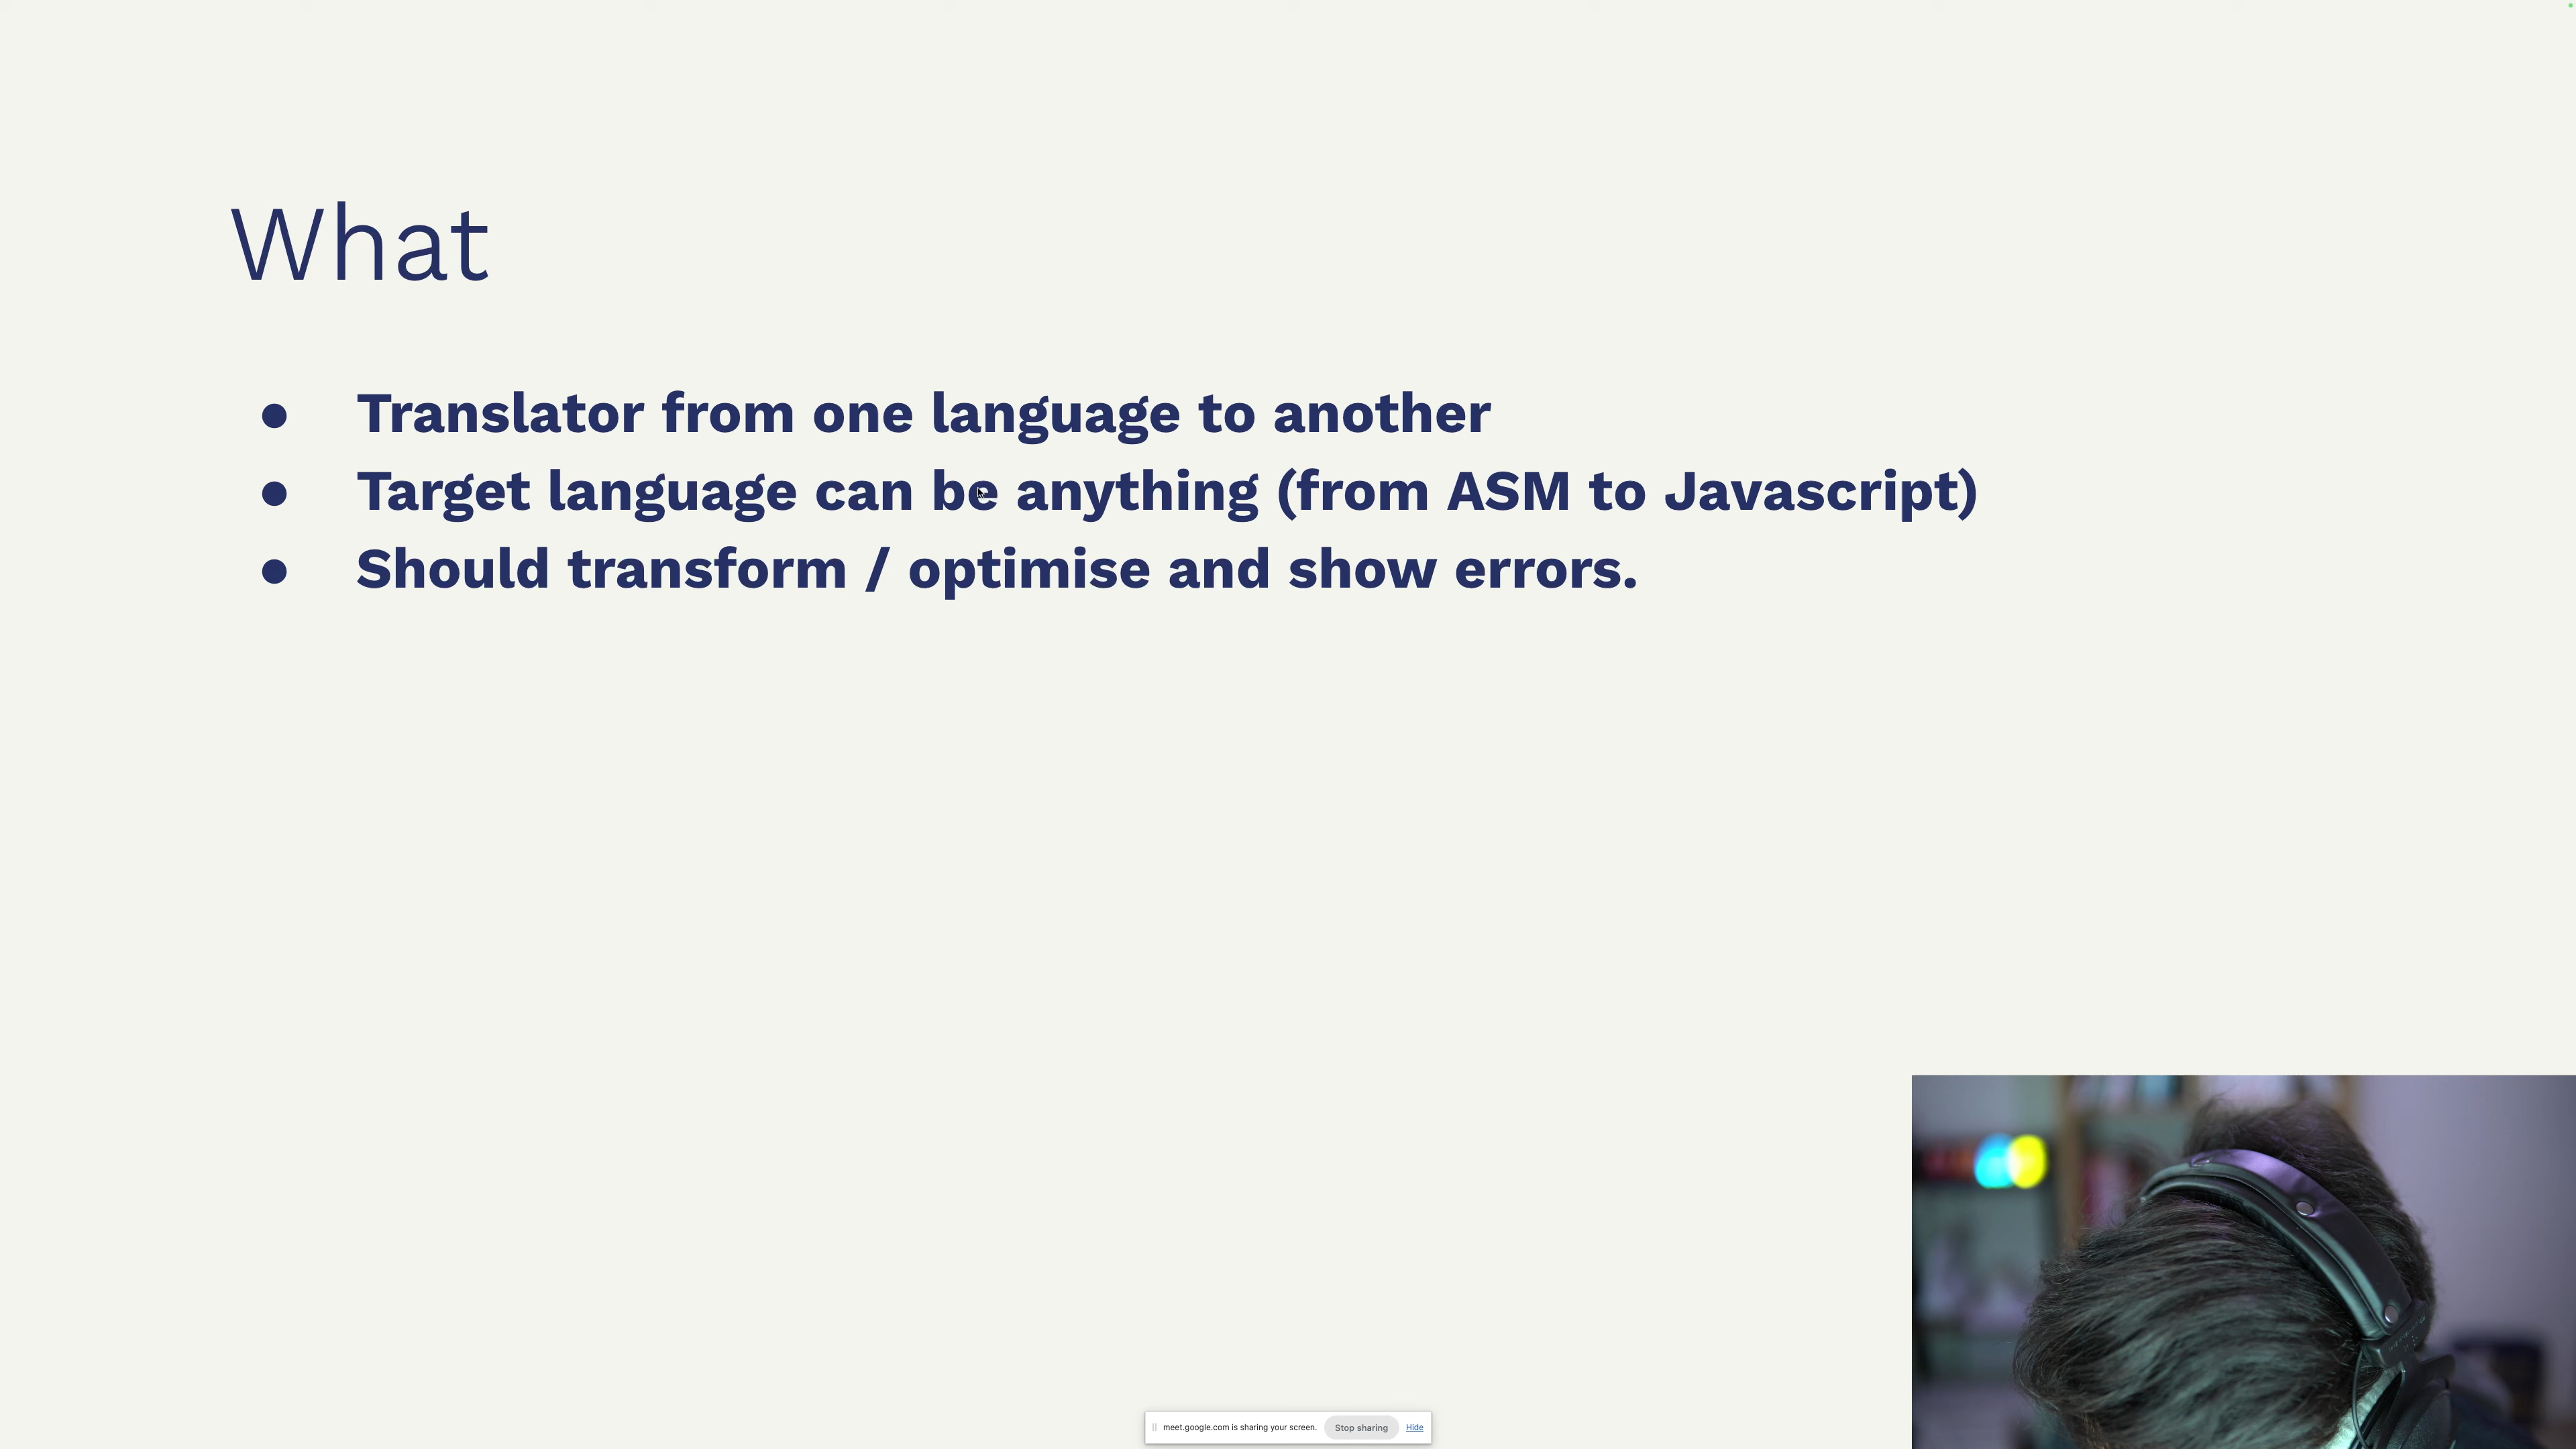 What
● Translator from one language to another
● Target language can be anything (from ASM to Javascript)
● Should transform / optimise and show errors.
meet.google.com is sharing your screen. Stop sharing Hide